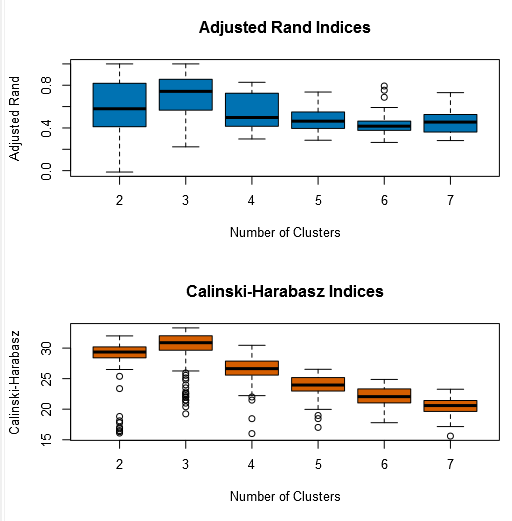 Adjusted Rand Indices
Adjusted Rand
0.8
0.4
0.0
2 3 4 5 6 7
Number of Clusters
Calinski-Harabasz Indices
Calinski-Harabasz
30
25
20
15
2 3 4 5 6 7
Number of Clusters